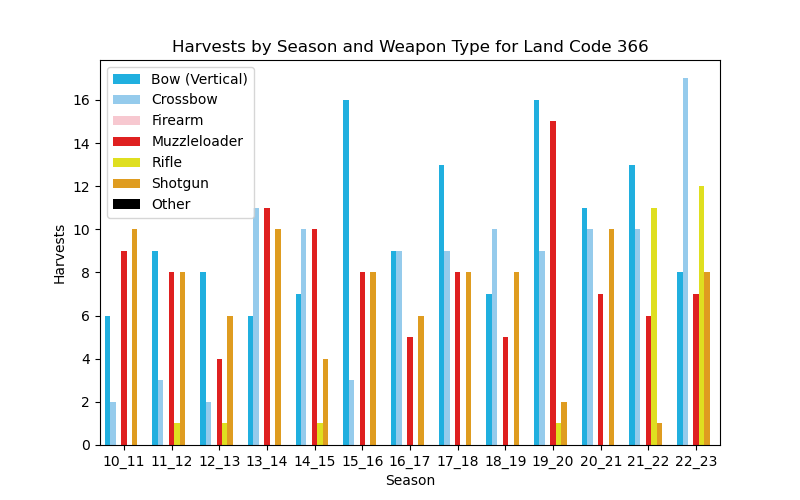 Harvests by Season and Weapon Type for Land Code 366
Bow (Vertical)
Crossbow
Firearm
Muzzleloader
Rifle
Shotgun
Other
16
14
12
10
8
6
4
2
0
Harvests
10_11 11_12 12_13 13_14 14_15 15_16 16_17 17_18 18_19 19_20 20_21 21_22 22_23
Season